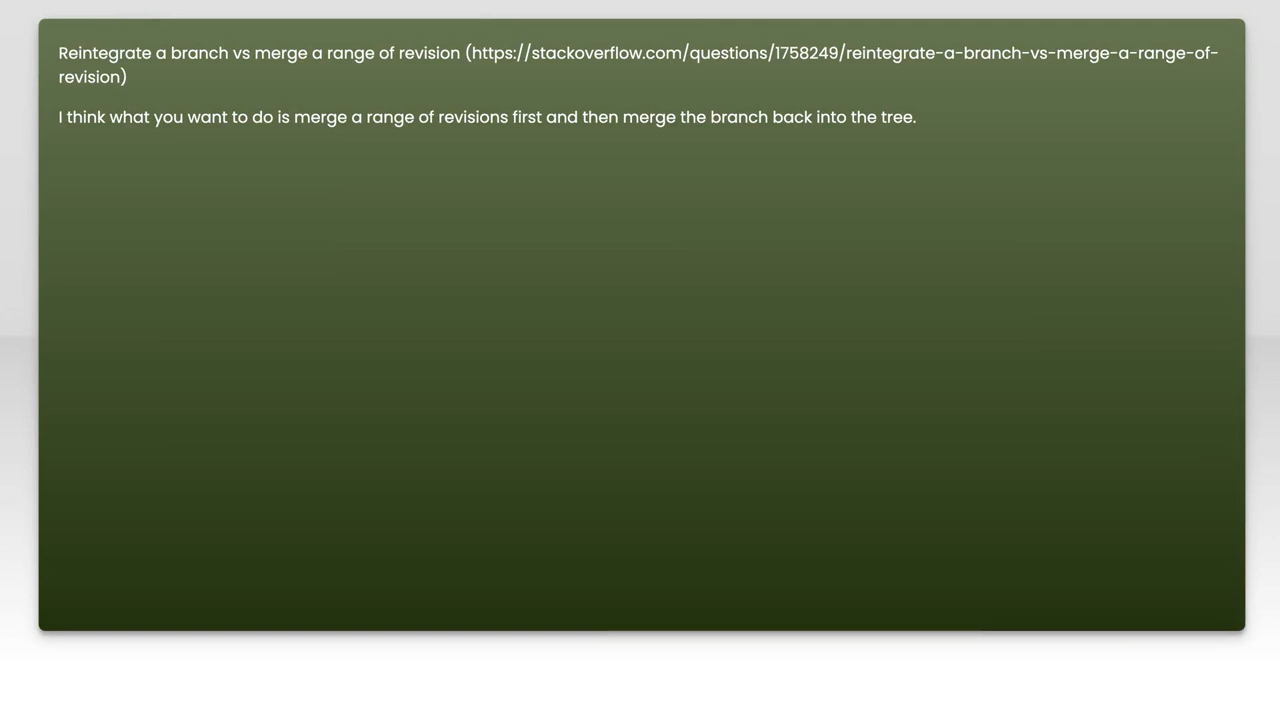 Reintegrate a branch vs merge a range of revision (https://stackoverflow.com/questions/1758249/reintegrate-a-branch-vs-merge-a-range-of-
revision)
I think what you want to do is merge a range of revisions first and then merge the branch back into the tree.